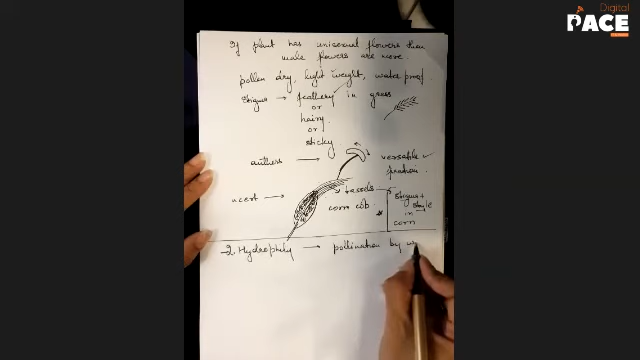 Digital
PACE
If plant has unisexual flowers then
male flowers are more.
pollen dry, light weight, water proof.
stigma → feathery in grass
or
hairy
or
sticky
anthers → versatile
fixation.
→ tassels → stigma +
style
corn cob in
corn
2 Hydrophily → pollination by w